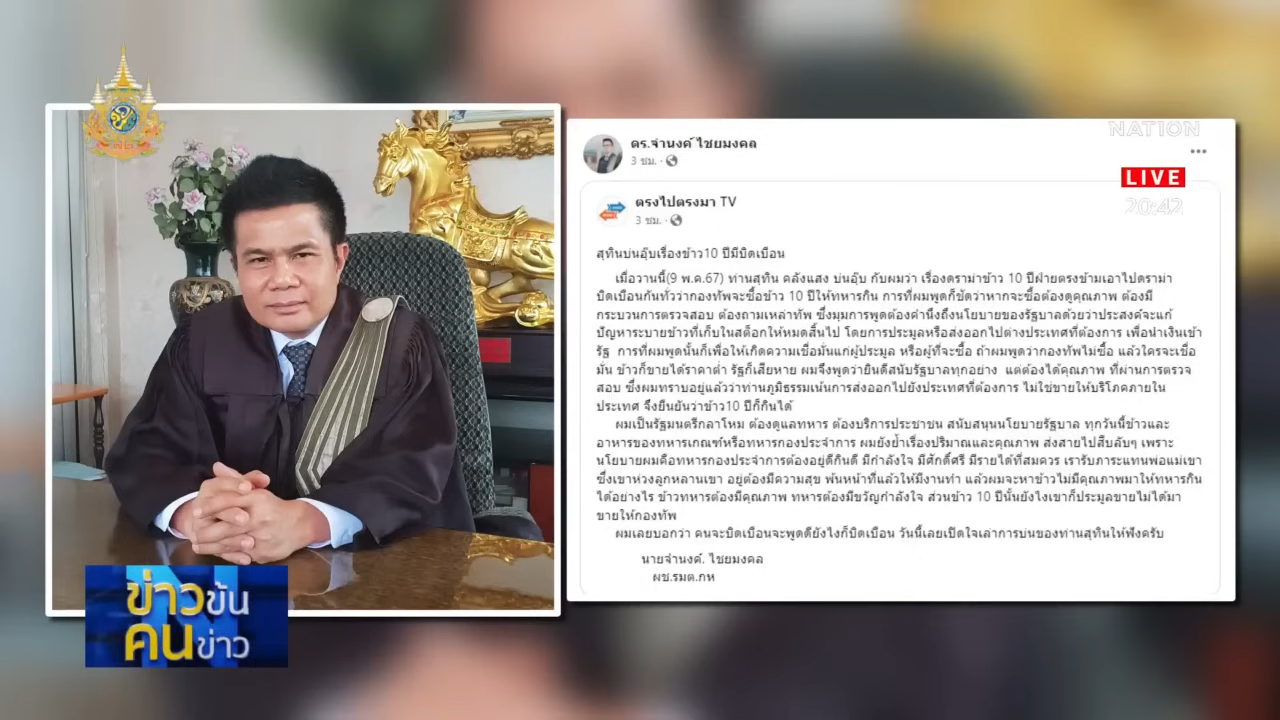 NATION
LIVE
20:42
ดร.จำนงค์ ไชยมงคล
3 ชม.
ตรงไปตรงมา TV
3 ชม.
สุทินบ่นอุ๊บเรื่องข้าว10 ปีมีบิดเบือน
เมื่อวานนี้(9 พ.ค.67) ท่านสุทิน คลังแสง บ่นอุ๊บ กับผมว่า เรื่องดราม่าข้าว 10 ปีฝ่ายตรงข้ามเอาไปดราม่า
บิดเบือนกันทั่วว่ากองทัพจะซื้อข้าว 10 ปีให้ทหารกิน การที่ผมพูดก็ชัดว่าหากจะซื้อต้องดูคุณภาพ ต้องมี
กระบวนการตรวจสอบ ต้องถามเหล่าทัพ ซึ่งมุมการพูดต้องคำนึงถึงนโยบายของรัฐบาลด้วยว่าประสงค์จะแก้
ปัญหาระบายข้าวที่เก็บในสต็อกให้หมดสิ้นไป โดยการประมูลหรือส่งออกไปต่างประเทศที่ต้องการ เพื่อนำเงินเข้า
รัฐ การที่ผมพูดนั้นก็เพื่อให้เกิดความเชื่อมั่นแก่ผู้ประมูล หรือผู้ที่จะซื้อ ถ้าผมพูดว่ากองทัพไม่ซื้อ แล้วใครจะเชื่อ
มั่น ข้าวก็ขายได้ราคาต่ำ รัฐก็เสียหาย ผมจึงพูดว่ายินดีสนับรัฐบาลทุกอย่าง แต่ต้องได้คุณภาพ ที่ผ่านการตรวจ
สอบ ซึ่งผมทราบอยู่แล้วว่าท่านภูมิธรรมเน้นการส่งออกไปยังประเทศที่ต้องการ ไม่ใช่ขายให้บริโภคภายใน
ประเทศ จึงยืนยันว่าข้าว10 ปีก็กินได้
ผมเป็นรัฐมนตรีกลาโหม ต้องดูแลทหาร ต้องบริการประชาชน สนับสนุนนโยบายรัฐบาล ทุกวันนี้ข้าวและ
อาหารของทหารเกณฑ์หรือทหารกองประจำการ ผมยังย้ำเรื่องปริมาณและคุณภาพ ส่งสายไปสืบลับๆ เพราะ
นโยบายผมคือทหารกองประจำการต้องอยู่ดีกินดี มีกำลังใจ มีศักดิ์ศรี มีรายได้ที่สมควร เรารับภาระแทนพ่อแม่เขา
ซึ่งเขาห่วงลูกหลานเขา อยู่ต้องมีความสุข พ้นหน้าที่แล้วให้มีงานทำ แล้วผมจะหาข้าวไม่มีคุณภาพมาให้ทหารกิน
ได้อย่างไร ข้าวทหารต้องมีคุณภาพ ทหารต้องมีขวัญกำลังใจ ส่วนข้าว 10 ปีนั้นยังไงเขาก็ประมูลขายไม่ได้มา
ขายให้กองทัพ
ผมเลยบอกว่า คนจะบิดเบือนจะพูดดียังไงก็บิดเบือน วันนี้เลยเปิดใจเล่าการบ่นของท่านสุทินให้ฟังครับ
นายจำนงค์. ไชยมงคล
ผช.รมต.กห
ข่าวข้น
คนข่าว